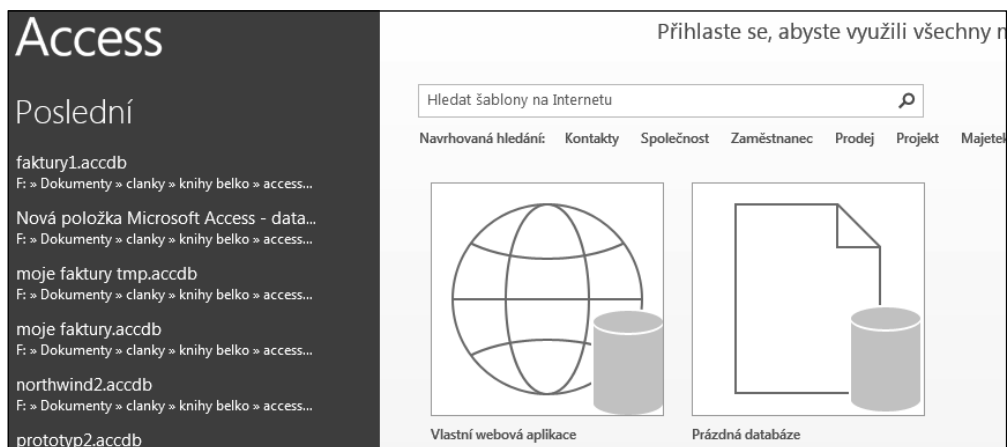 Access
Poslední
faktury1.accdb
F: » Dokumenty » clanky » knihy belko » access...
Nová položka Microsoft Access - data...
F: » Dokumenty » clanky » knihy belko » access...
moje faktury tmp.accdb
F: » Dokumenty » clanky » knihy belko » access...
moje faktury.accdb
F: » Dokumenty » clanky » knihy belko » access...
northwind2.accdb
F: » Dokumenty » clanky » knihy belko » access...
prototyp2.accdb
Přihlaste se, abyste využili všechny
Hledat šablony na Internetu
Navrhovaná hledání: Kontakty Společnost Zaměstnanec Prodej Projekt Majetek
Vlastní webová aplikace Prázdná databáze